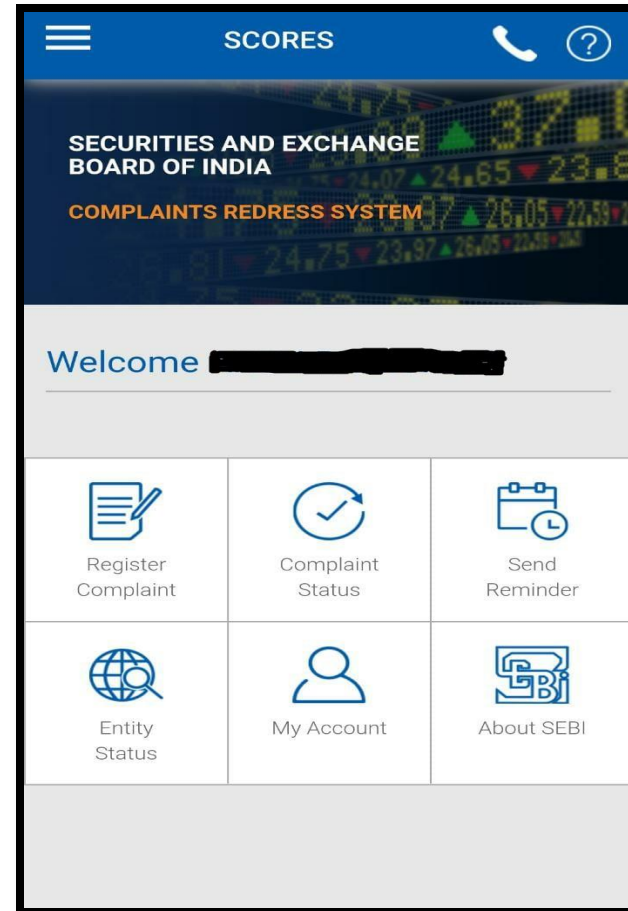 SCORES
SECURITIES AND EXCHANGE
BOARD OF INDIA
COMPLAINTS REDRESS SYSTEM
Welcome
Register
Complaint
Complaint
Status
Send
Reminder
Entity
Status
My Account
About SEBI